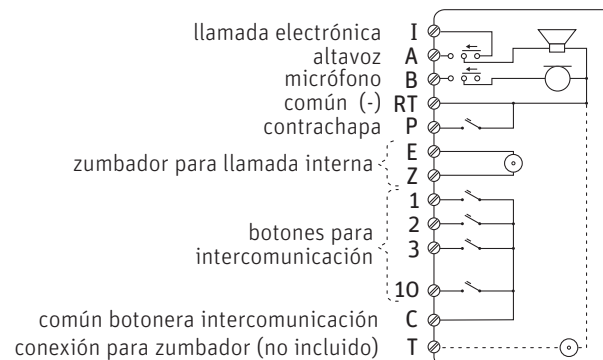 llamada electrónica I
altavoz A
micrófono B
común (-) RT
contrachapa P
E
zumbador para llamada interna
Z
1
2
botones para
intercomunicación
3
10
común botonera intercomunicación C
conexión para zumbador (no incluido) T